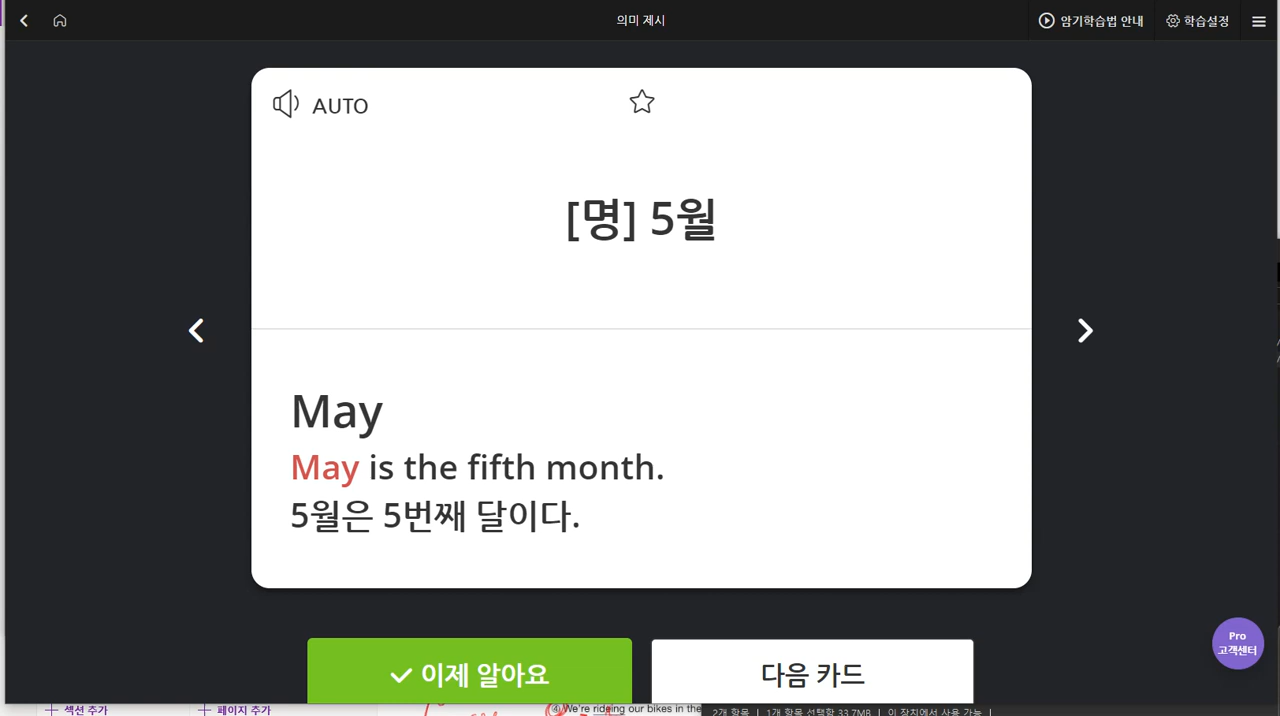 의미 제시
암기학습법 안내
학습설정
AUTO
[명] 5월
May
May is the fifth month.
5월은 5번째 달이다.
Pro
고객센터
이제 알아요
다음 카드
섹션 추가
페이지 추가
④ We're riding our bikes in the
2개 항목 | 1개 항목 선택함 33.7MB | 이 장치에서 사용 가능 |